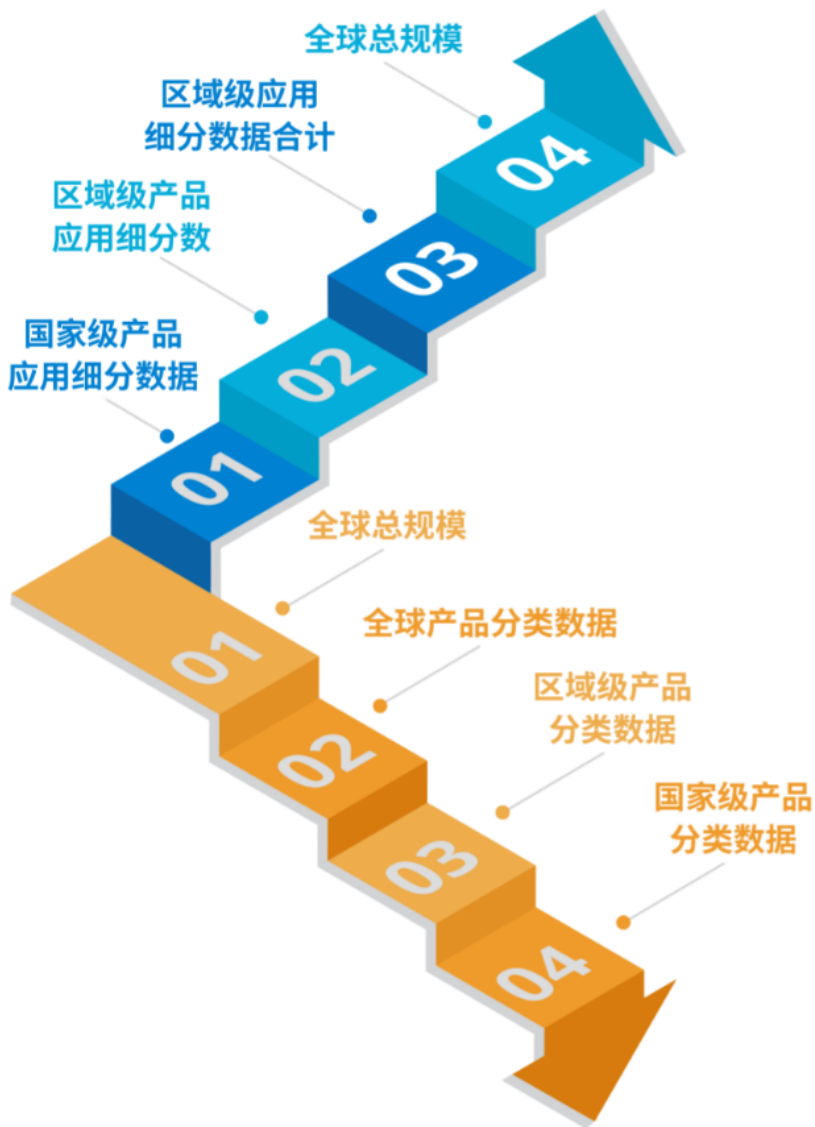 全球总规模
04
区域级应用
细分数据合计
03
区域级产品
应用细分数
02
国家级产品
应用细分数据
01
全球总规模
01
全球产品分类数据
02
区域级产品
分类数据
03
国家级产品
分类数据
04